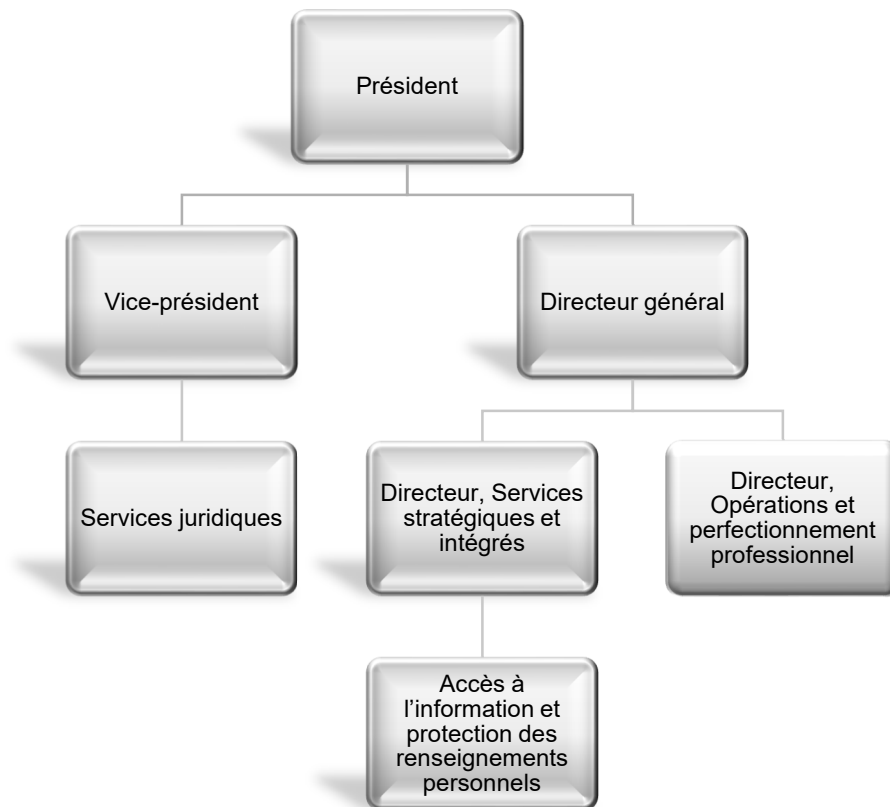 Président
Vice-président
Directeur général
Services juridiques
Directeur, Services
stratégiques et
intégrés
Directeur,
Opérations et
perfectionnement
professionnel
Accès à
l’information et
protection des
renseignements
personnels